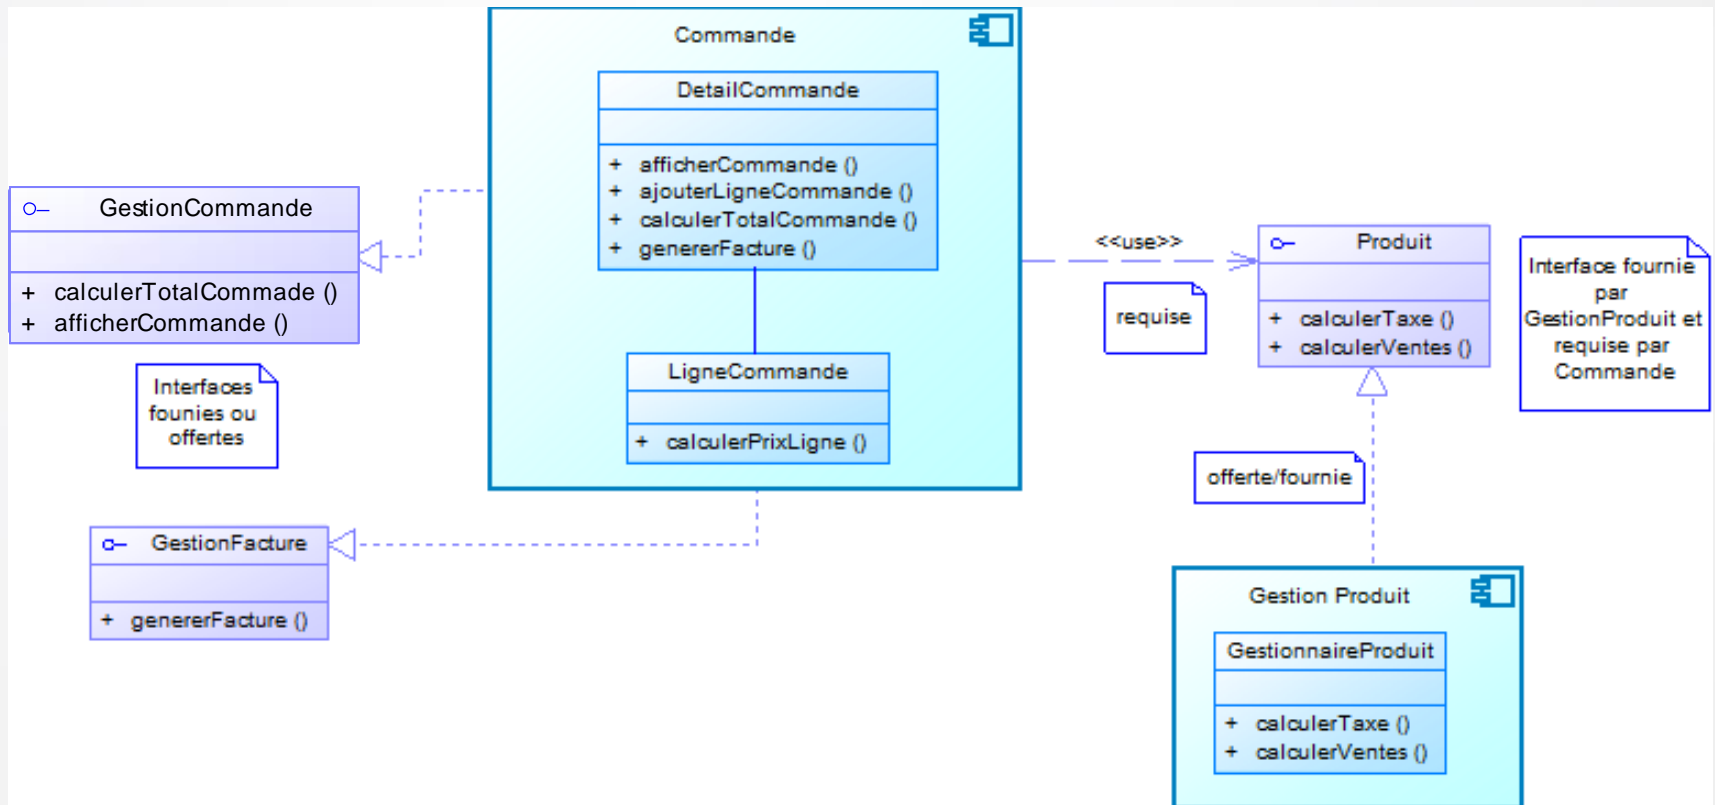 Commande
DetailCommande
+ afficherCommande ()
+ ajouterLigneCommande ()
+ calculerTotalCommande ()
+ genererFacture ()
LigneCommande
+ calculerPrixLigne ()
GestionCommande
+ calculerTotalCommade ()
+ afficherCommande ()
Interfaces
founies ou
offertes
GestionFacture
+ genererFacture ()
<<use>>
requise
Produit
+ calculerTaxe ()
+ calculerVentes ()
Interface fournie
par
GestionProduit et
requise par
Commande
offerte/fournie
Gestion Produit
GestionnaireProduit
+ calculerTaxe ()
+ calculerVentes ()